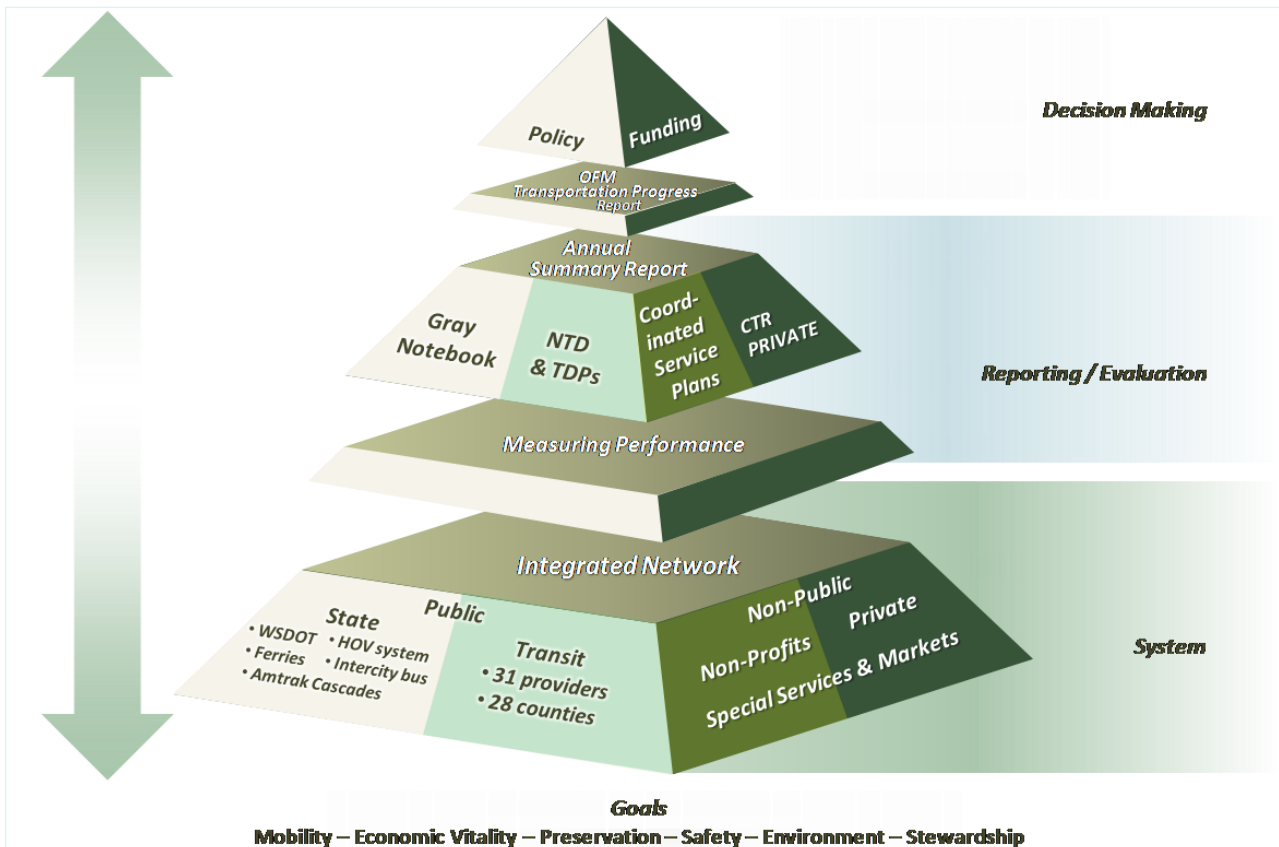 Decision Making
Policy
Funding
OFM
Transportation Progress
Report
Annual
Summary Report
Gray
Notebook
NTD
& TDPs
Coord-
inated
Service
Plans
CTR
PRIVATE
Reporting / Evaluation
Measuring Performance
Integrated Network
Public
State
• WSDOT • HOV system
• Ferries • Intercity bus
• Amtrak Cascades
Transit
• 31 providers
• 28 counties
Non-Public
Non-Profits
Private
Special Services & Markets
System
Goals
Mobility – Economic Vitality – Preservation – Safety – Environment – Stewardship